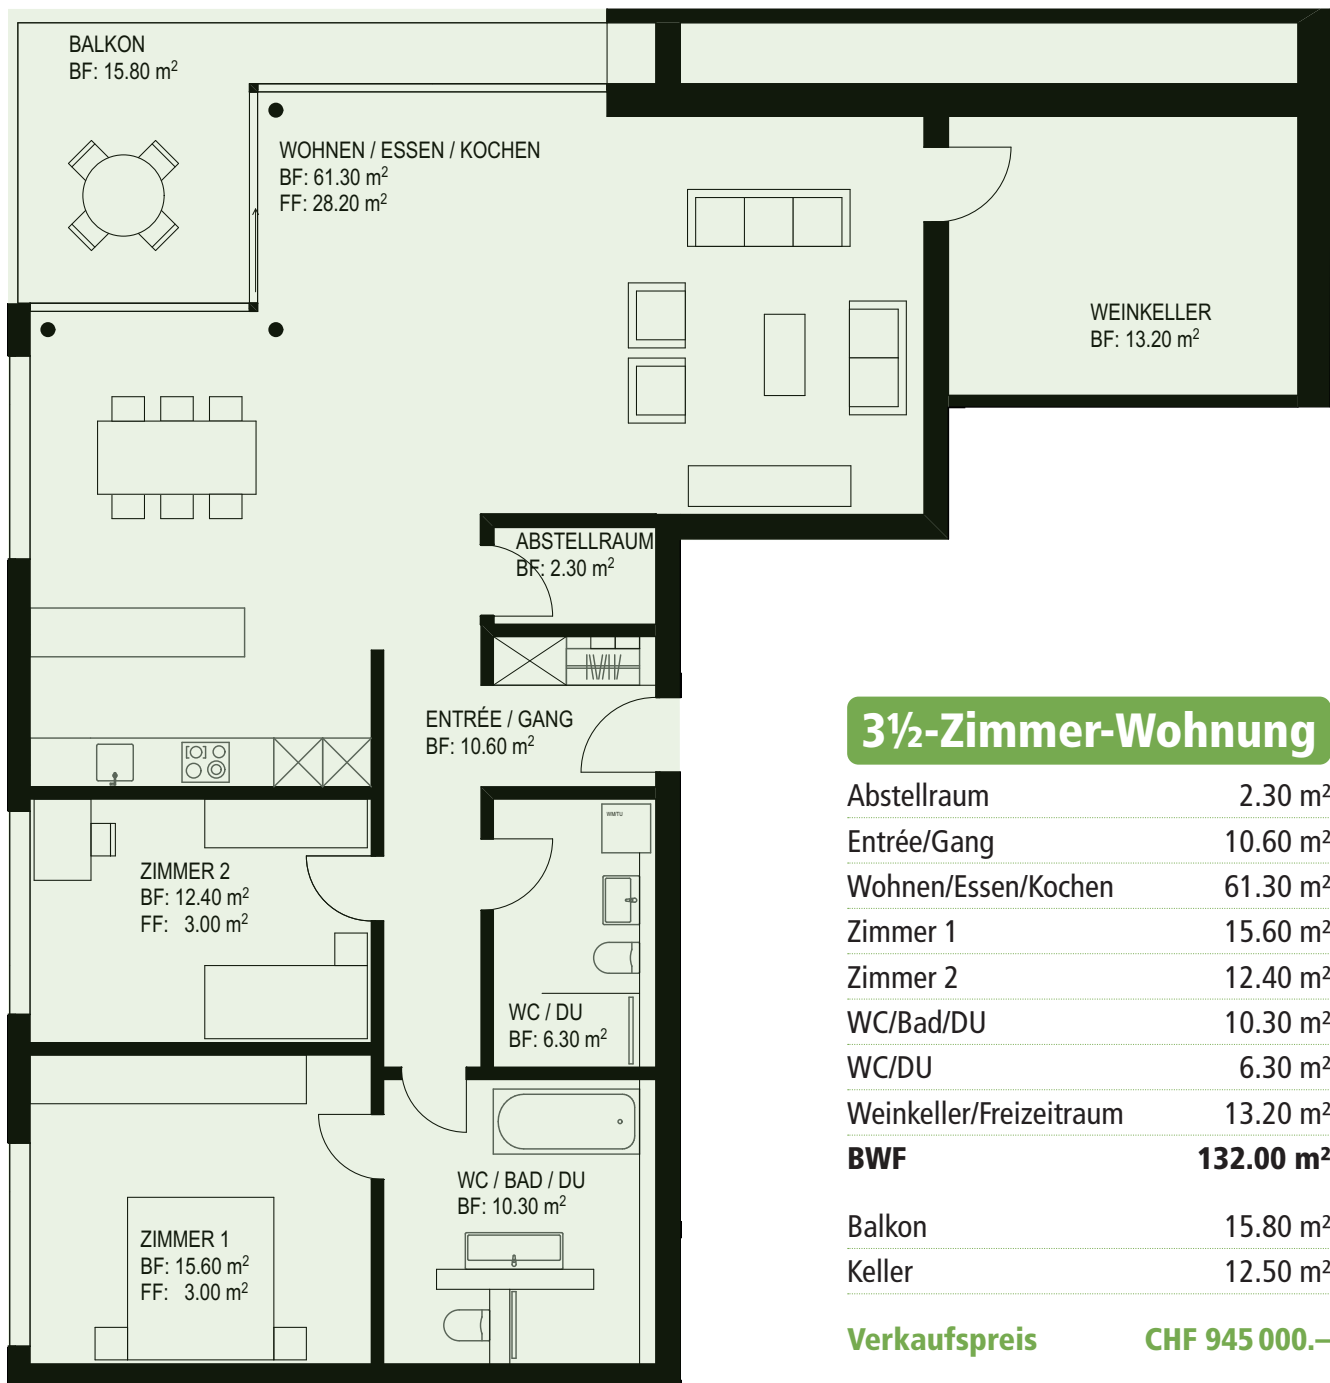 BALKON
BF: 15.80 m²
WOHNEN / ESSEN / KOCHEN
BF: 61.30 m²
FF: 28.20 m²
WEINKELLER
BF: 13.20 m²
ABSTELLRAUM
BF: 2.30 m²
ENTRÉE / GANG
BF: 10.60 m²
ZIMMER 2
BF: 12.40 m²
FF: 3.00 m²
WM/TU
WC / DU
BF: 6.30 m²
WC / BAD / DU
BF: 10.30 m²
ZIMMER 1
BF: 15.60 m²
FF: 3.00 m²
3½-Zimmer-Wohnung
Abstellraum 2.30 m²
Entrée/Gang 10.60 m²
Wohnen/Essen/Kochen 61.30 m²
Zimmer 1 15.60 m²
Zimmer 2 12.40 m²
WC/Bad/DU 10.30 m²
WC/DU 6.30 m²
Weinkeller/Freizeitraum 13.20 m²
BWF 132.00 m²
Balkon 15.80 m²
Keller 12.50 m²
Verkaufspreis CHF 945 000.–